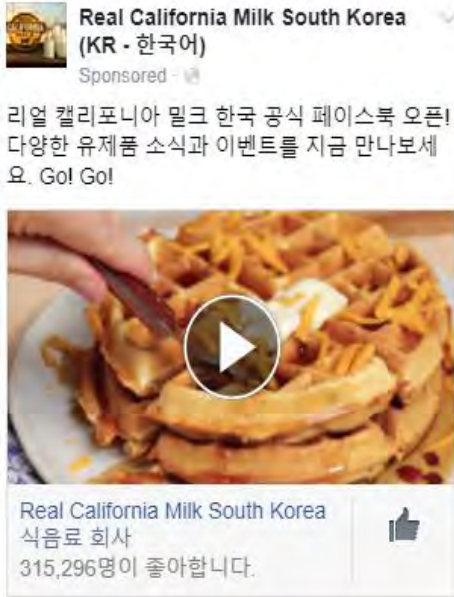 Real California Milk South Korea
(KR - 한국어)
Sponsored ·
리얼 캘리포니아 밀크 한국 공식 페이스북 오픈!
다양한 유제품 소식과 이벤트를 지금 만나보세
요. Go! Go!
Real California Milk South Korea
식음료 회사
315,296명이 좋아합니다.